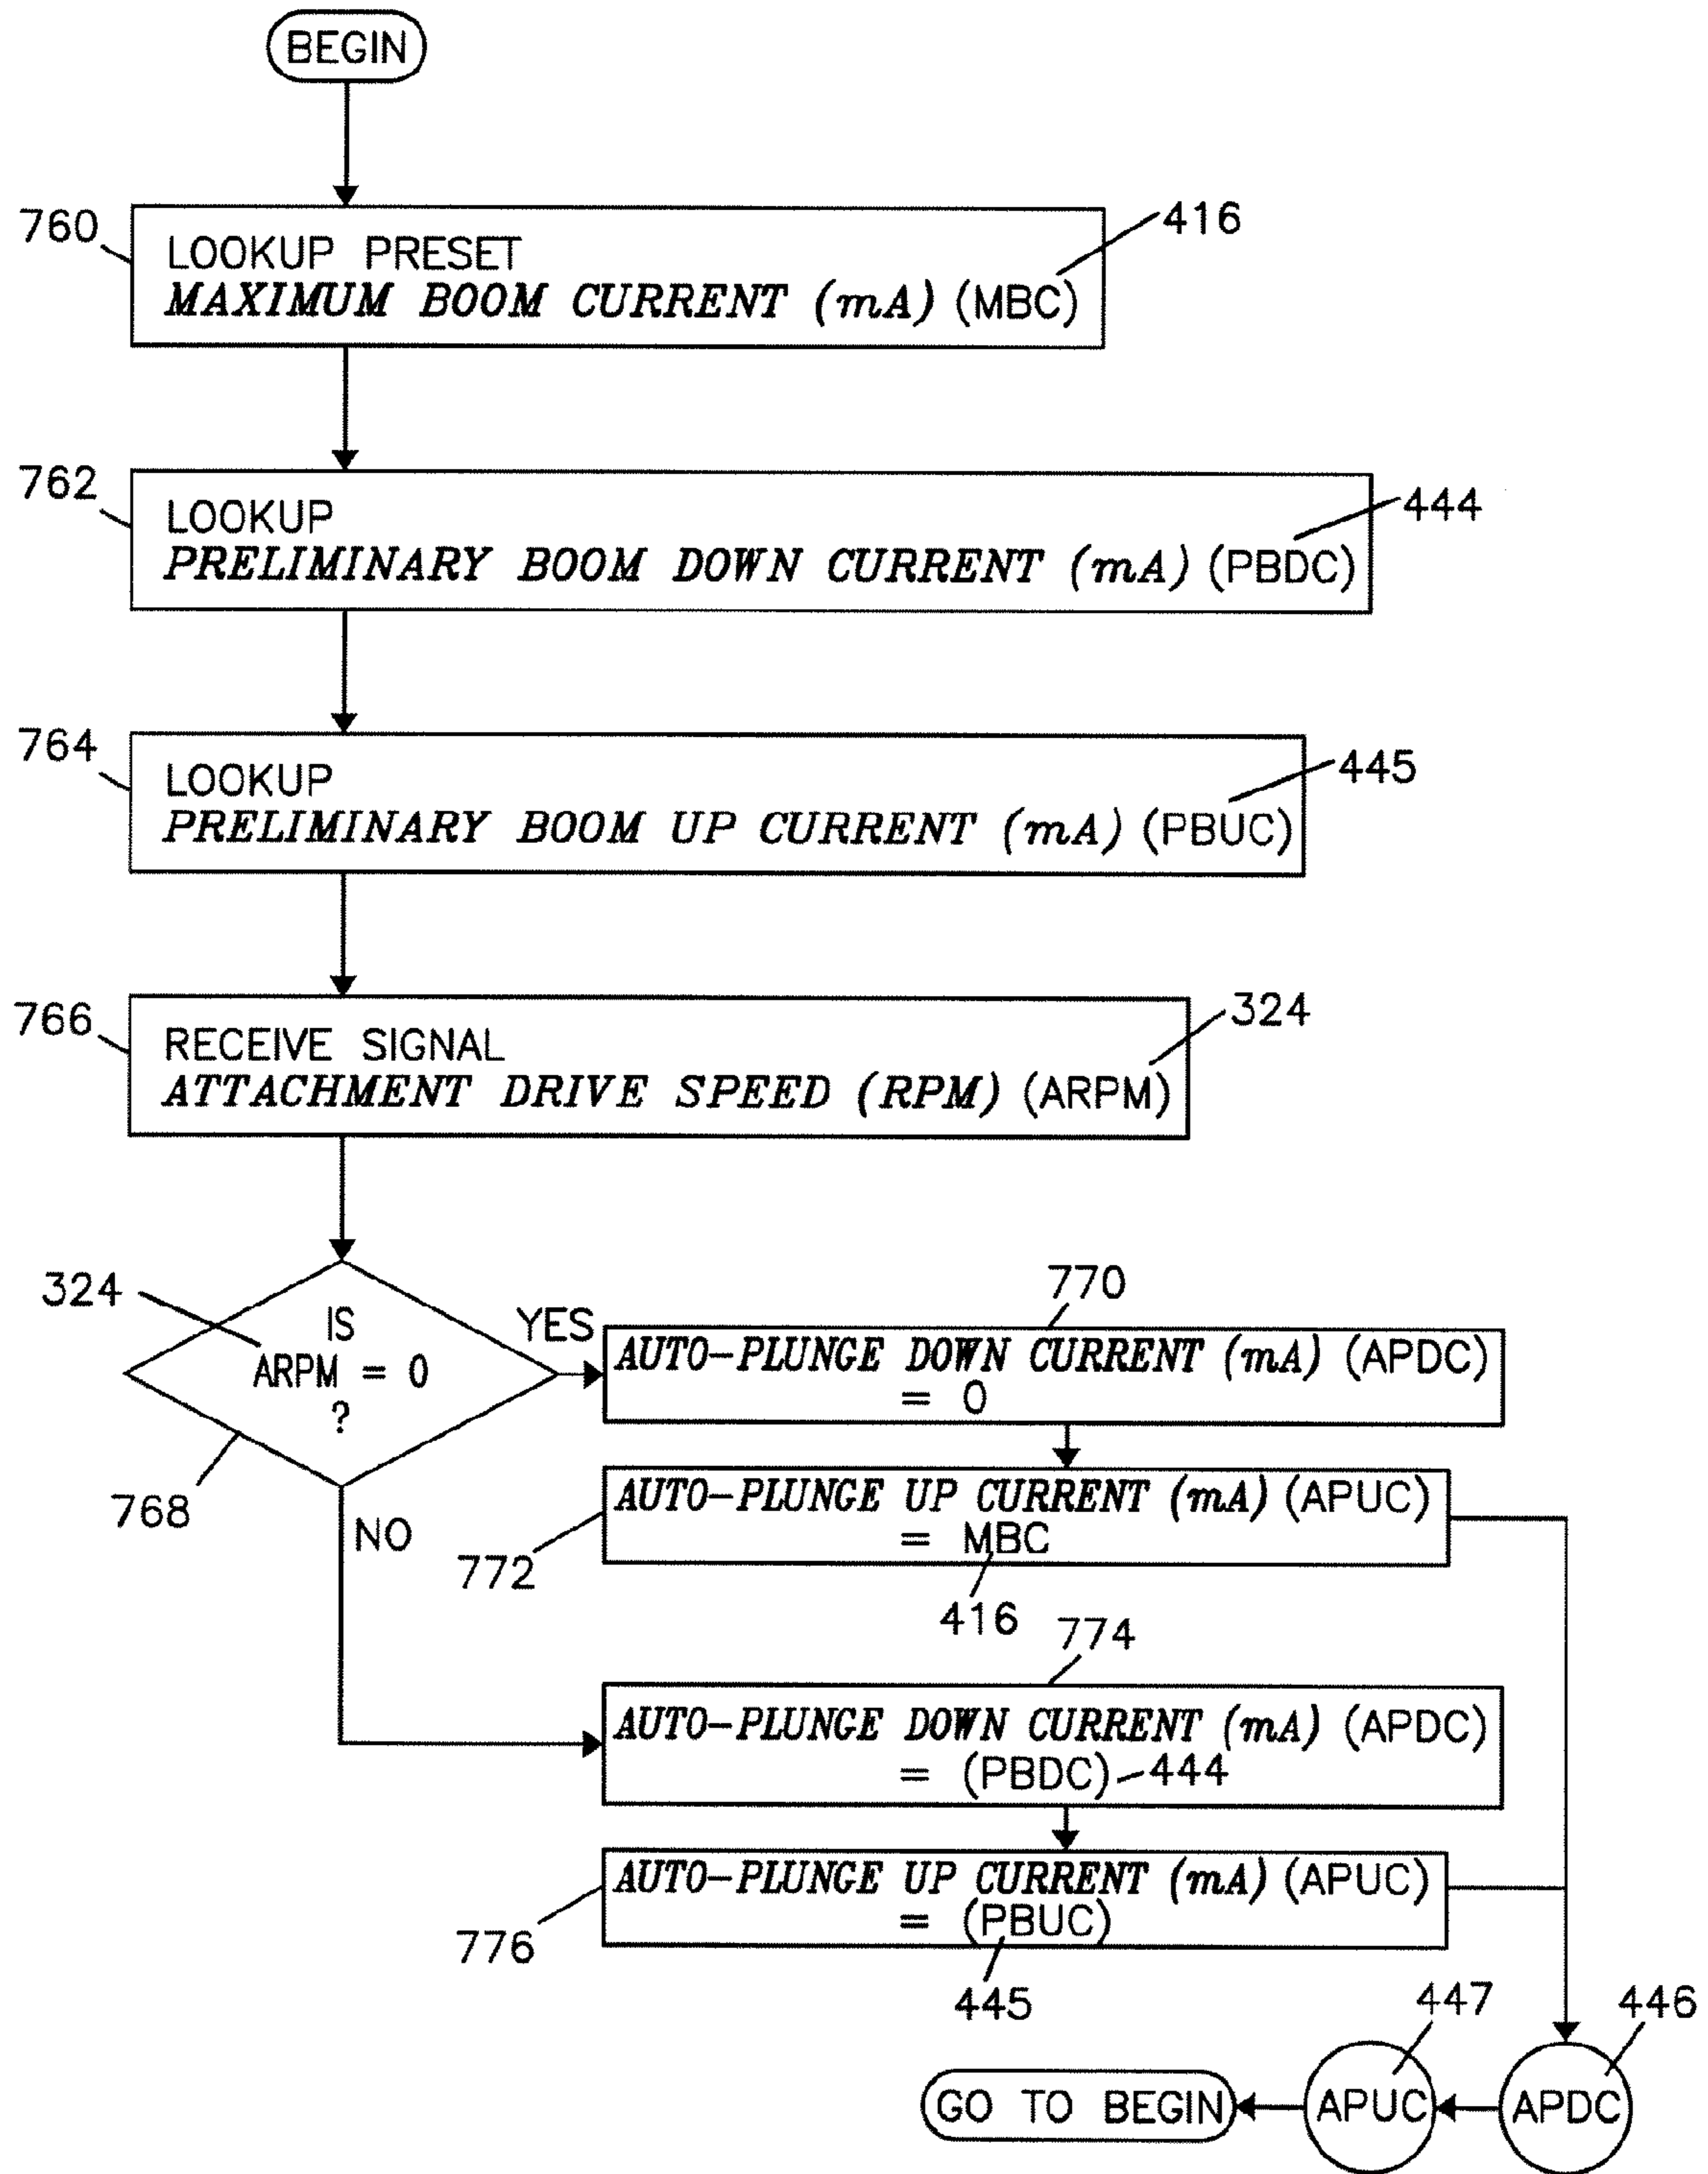 BEGIN
760
LOOKUP PRESET
MAXIMUM BOOM CURRENT (mA) (MBC)
416
762
LOOKUP
PRELIMINARY BOOM DOWN CURRENT (mA) (PBDC)
444
764
LOOKUP
PRELIMINARY BOOM UP CURRENT (mA) (PBUC)
445
766
RECEIVE SIGNAL
ATTACHMENT DRIVE SPEED (RPM) (ARPM)
324
324
IS
ARPM = 0
?
768
YES
NO
770
AUTO-PLUNGE DOWN CURRENT (mA) (APDC)
= 0
772
AUTO-PLUNGE UP CURRENT (mA) (APUC)
= MBC
416
774
AUTO-PLUNGE DOWN CURRENT (mA) (APDC)
= (PBDC) 444
776
AUTO-PLUNGE UP CURRENT (mA) (APUC)
= (PBUC)
445
447
446
GO TO BEGIN
APUC
APDC